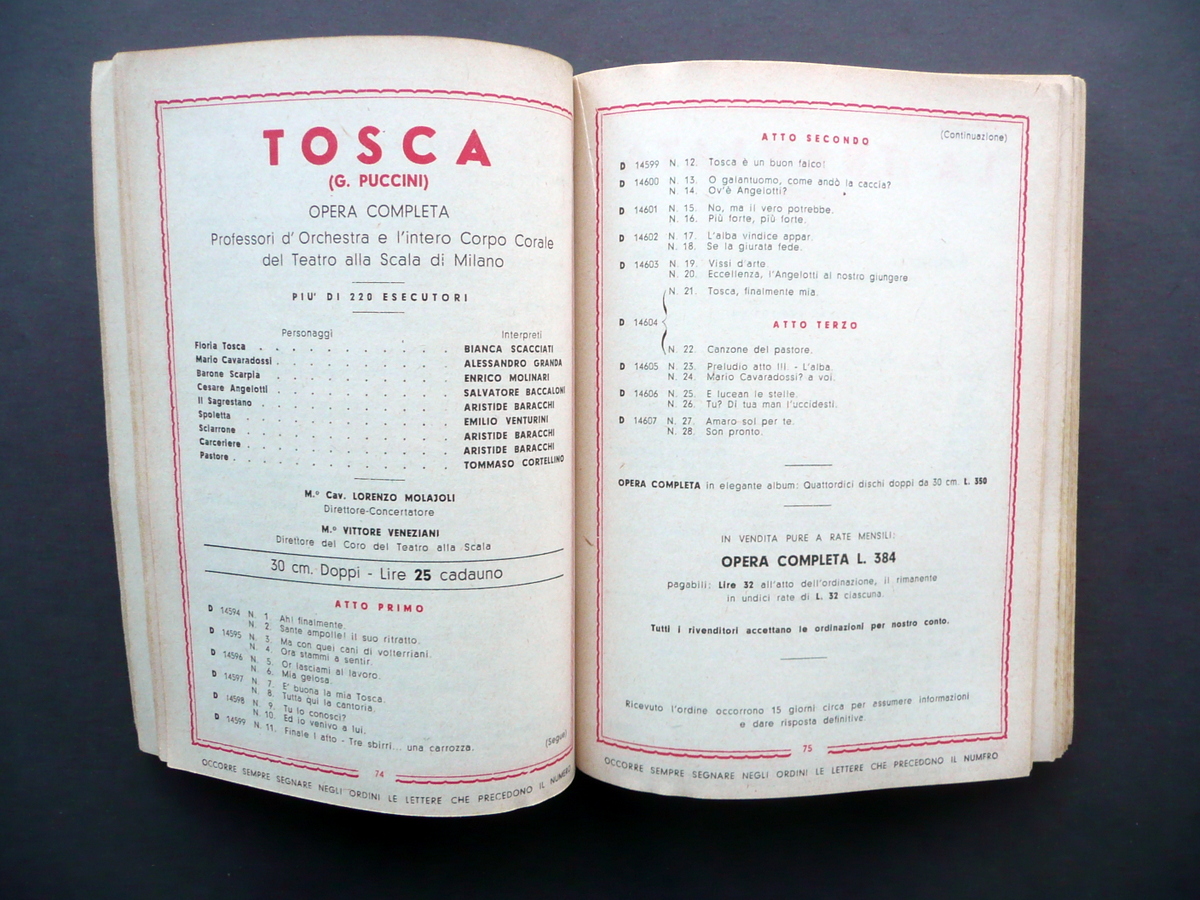 TOSCA
(G. PUCCINI)
OPERA COMPLETA
Professori d'Orchestra e l'intero Corpo Corale
del Teatro alla Scala di Milano
PIU' DI 220 ESECUTORI
Personaggi Interpreti
Floria Tosca . . . . . . . . . . BIANCA SCACCIATI
Mario Cavaradossi . . . . . . . . ALESSANDRO GRANDA
Barone Scarpia . . . . . . . . . ENRICO MOLINARI
Cesare Angelotti . . . . . . . . SALVATORE BACCALONI
Il Sagrestano . . . . . . . . . ARISTIDE BARACCHI
Spoletta . . . . . . . . . . EMILIO VENTURINI
Sciarrone . . . . . . . . . . ARISTIDE BARACCHI
Carceriere . . . . . . . . . . ARISTIDE BARACCHI
Pastore . . . . . . . . . . TOMMASO CORTELLINO
M.º Cav. LORENZO MOLAJOLI
Direttore-Concertatore
M.º VITTORE VENEZIANI
Direttore del Coro del Teatro alla Scala
30 cm. Doppi - Lire 25 cadauno
ATTO PRIMO
D 14594 N. 1. Ah! finalmente.
N. 2. Sante ampolle! il suo ritratto.
D 14595 N. 3. Ma con quei cani di volterriani.
N. 4. Ora stammi a sentir.
D 14596 N. 5. Or lasciami al lavoro.
N. 6. Mia gelosa.
D 14597 N. 7. E' buona la mia Tosca.
N. 8. Tutta qui la cantoria.
D 14598 N. 9. Tu lo conosci?
N. 10. Ed io venivo a lui.
D 14599 N. 11. Finale I atto - Tre sbirri... una carrozza.
(Segue)
74
OCCORRE SEMPRE SEGNARE NEGLI ORDINI LE LETTERE CHE PRECEDONO IL NUMERO
(Continuazione)
ATTO SECONDO
D 14599 N. 12. Tosca è un buon falco!
D 14600 N. 13. O galantuomo, come andò la caccia?
N. 14. Ov'è Angelotti?
D 14601 N. 15. No, ma il vero potrebbe.
N. 16. Più forte, più forte.
D 14602 N. 17. L'alba vindice appar.
N. 18. Se la giurata fede.
D 14603 N. 19. Vissi d'arte.
N. 20. Eccellenza, l'Angelotti al nostro giungere
N. 21. Tosca, finalmente mia.
D 14604 ATTO TERZO
N. 22. Canzone del pastore.
D 14605 N. 23. Preludio atto III. - L'alba.
N. 24. Mario Cavaradossi? a voi.
D 14606 N. 25. E lucean le stelle.
N. 26. Tu? Di tua man l'uccidesti.
D 14607 N. 27. Amaro sol per te.
N. 28. Son pronto.
OPERA COMPLETA in elegante album: Quattordici dischi doppi da 30 cm. L. 350
IN VENDITA PURE A RATE MENSILI:
OPERA COMPLETA L. 384
pagabili: Lire 32 all'atto dell'ordinazione, il rimanente
in undici rate di L. 32 ciascuna.
Tutti i rivenditori accettano le ordinazioni per nostro conto.
Ricevuto l'ordine occorrono 15 giorni circa per assumere informazioni
e dare risposta definitive.
75
OCCORRE SEMPRE SEGNARE NEGLI ORDINI LE LETTERE CHE PRECEDONO IL NUMERO